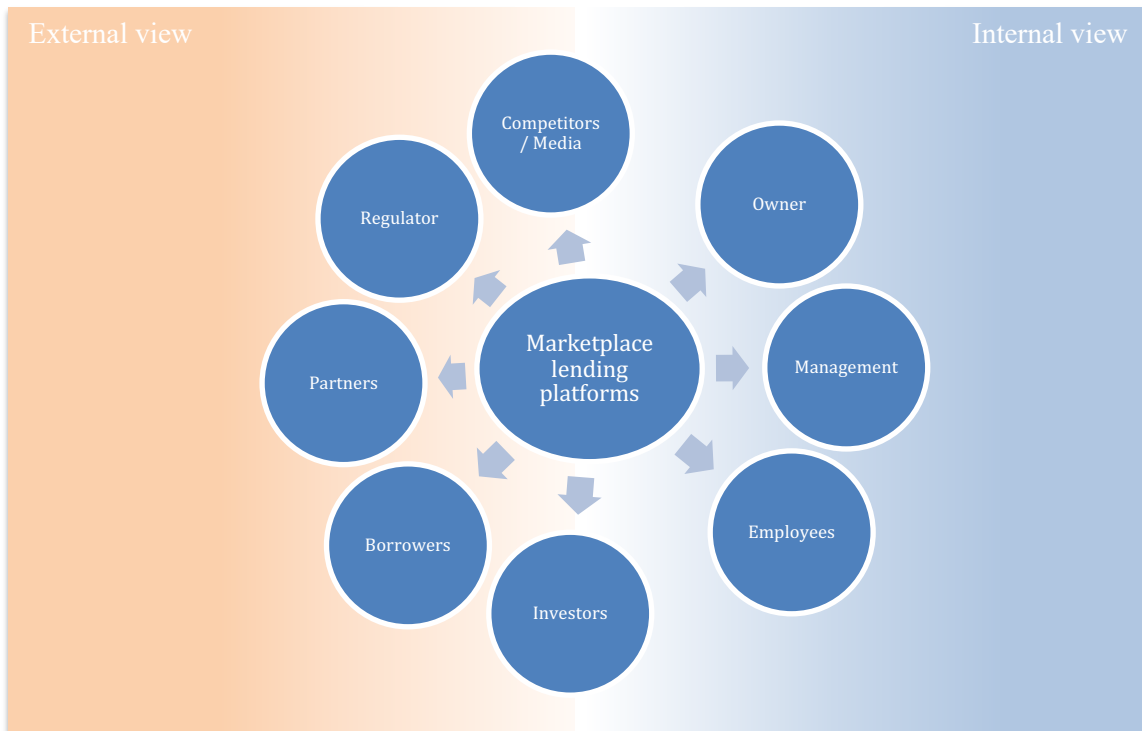 External view
Internal view
Competitors
/ Media
Owner
Regulator
Marketplace
lending
platforms
Management
Partners
Employees
Borrowers
Investors